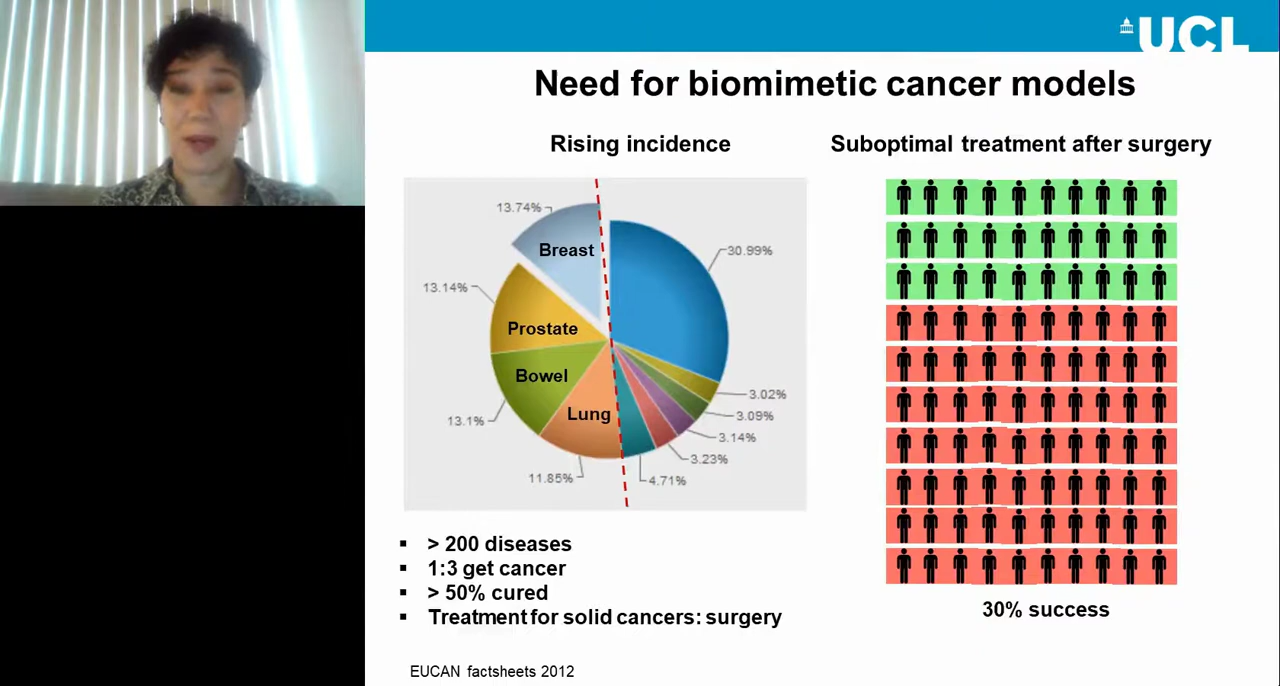 UCL
Need for biomimetic cancer models
Rising incidence
Suboptimal treatment after surgery
13.74%
Breast
30.99%
13.14%
Prostate
Bowel
Lung
3.02%
3.09%
13.1%
3.14%
3.23%
11.85%
4.71%
▪ > 200 diseases
▪ 1:3 get cancer
▪ > 50% cured
▪ Treatment for solid cancers: surgery
30% success
EUCAN factsheets 2012